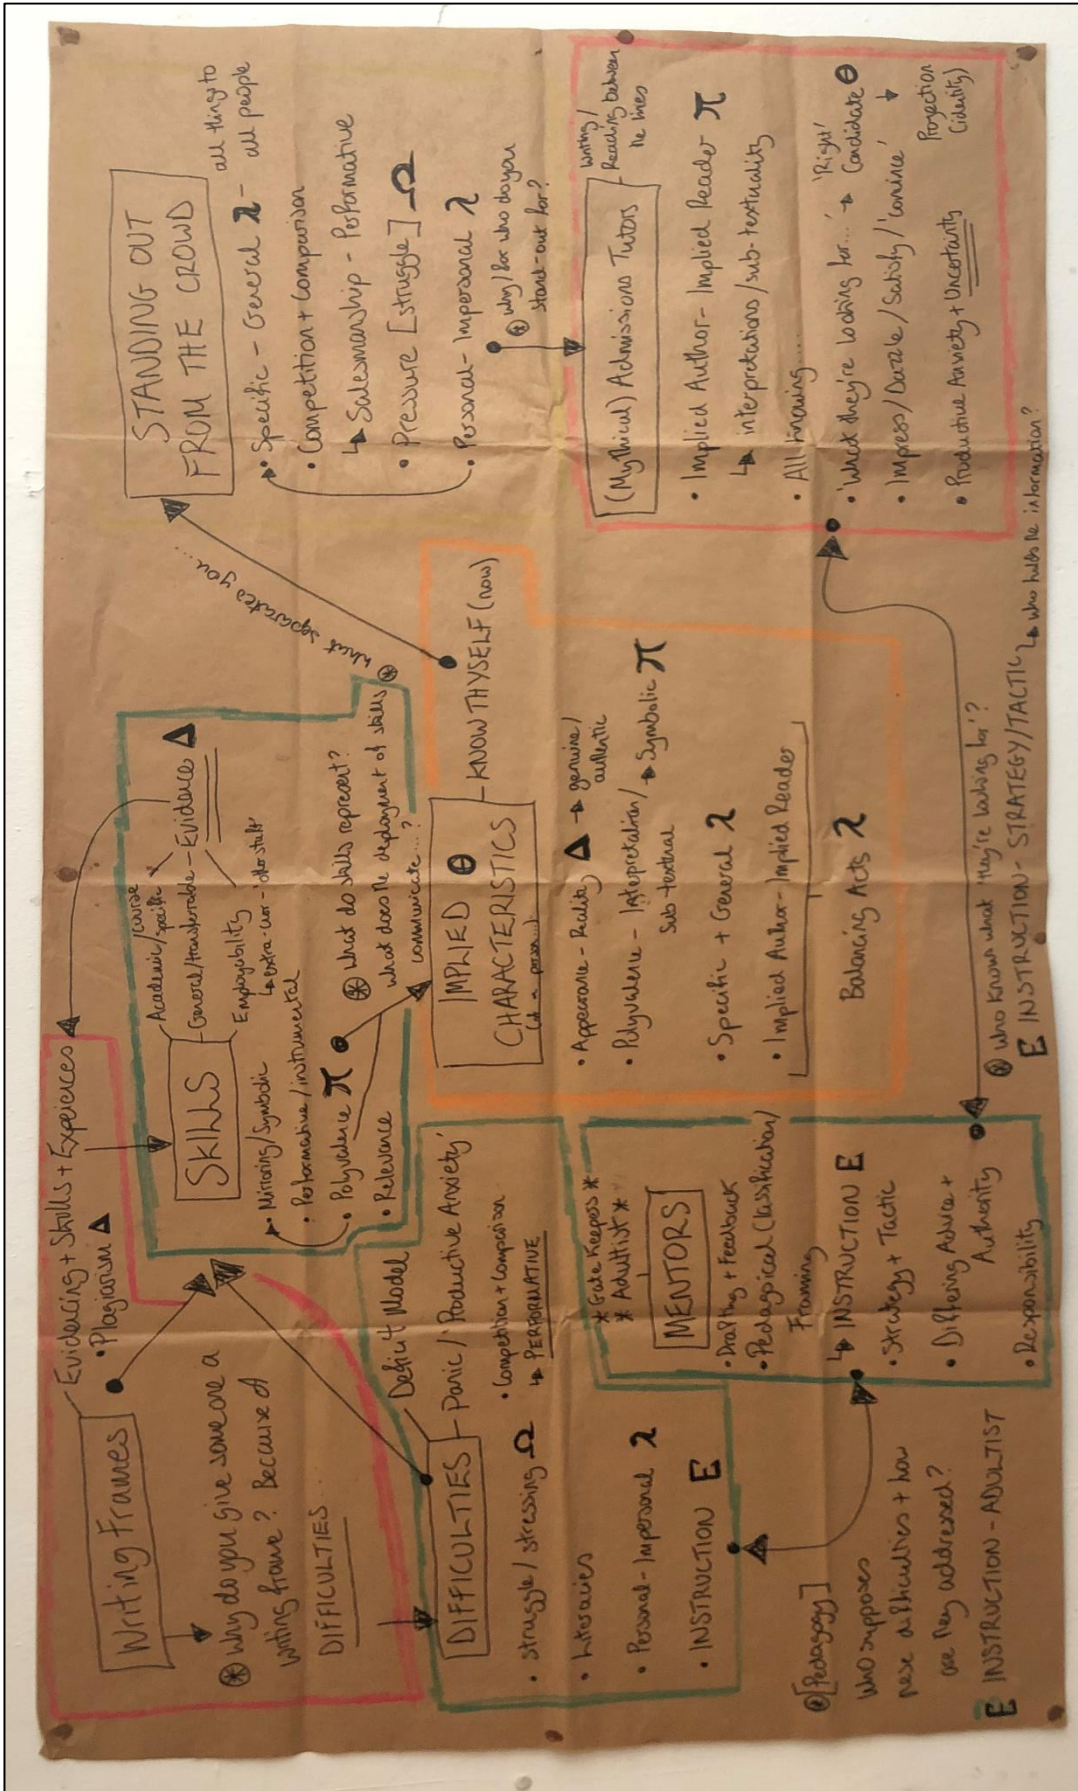 Writing Frames
Evidencing + Skills + Experiences
• Plagiarism Δ
⊛ Why do you give someone a
writing frame? Because of
DIFFICULTIES
SKILLS
Academic/Course specific
General/transferable - Evidence Δ
Employability
↳ extra-curr- 'other stuff'
• Mirroring/Symbolic
• Performative/instrumental
• Polyvalence π
• Relevance
⊛ What do skills represent?
What does the deployment of skills
communicate...?
⊛ What separates you...
STANDING OUT
FROM THE CROWD
• Specific - General λ - all things to
all people
• Competition + Comparison
↳ Salesmanship - Performative
• Pressure [struggle] Ω
• Personal - Impersonal λ
⊛ Why/for who do you
stand-out for?
DIFFICULTIES
Deficit Model
Panic/'Productive Anxiety'
• Competition + Comparison
↳ PERFORMATIVE
• Struggle/stressing Ω
• Literacies
• Personal - Impersonal λ
• INSTRUCTION E
IMPLIED Θ
CHARACTERISTICS
KNOW THYSELF (now)
• Appearance - Reality Δ → genuine/
authentic
• Polyvalence - Interpretation/ → Symbolic π
Sub-textual
• Specific + General λ
• Implied Author - Implied Reader
Balancing Acts λ
(Mythical) Admissions Tutors
Writing/
Reading between
the lines
• Implied Author - Implied Reader π
↳ interpretations/sub-textuality
• All knowing....
• 'What they're looking for...' → 'Right'
Candidate Θ
• Impress/Dazzle/Satisfy/'convince'
Projection
(identity)
• Productive Anxiety + Uncertainty
* Gate Keepers *
* Adultist *
MENTORS
• Drafting + Feedback
• Pedagogical Classification/
Framing
↳ INSTRUCTION E
• Strategy + Tactic
• Differing Advice +
Authority
• Responsibility
⊛ [Pedagogy]
Who supposes
these difficulties + how
are they addressed?
E INSTRUCTION - ADULTIST
⊛ Who knows what 'they're looking for'?
E INSTRUCTION - STRATEGY/TACTIC
↳ who holds the information?